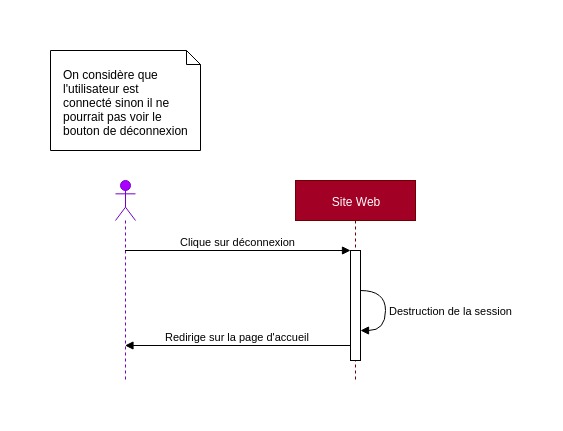 On considère que
l'utilisateur est
connecté sinon il ne
pourrait pas voir le
bouton de déconnexion
Site Web
Clique sur déconnexion
Destruction de la session
Redirige sur la page d'accueil